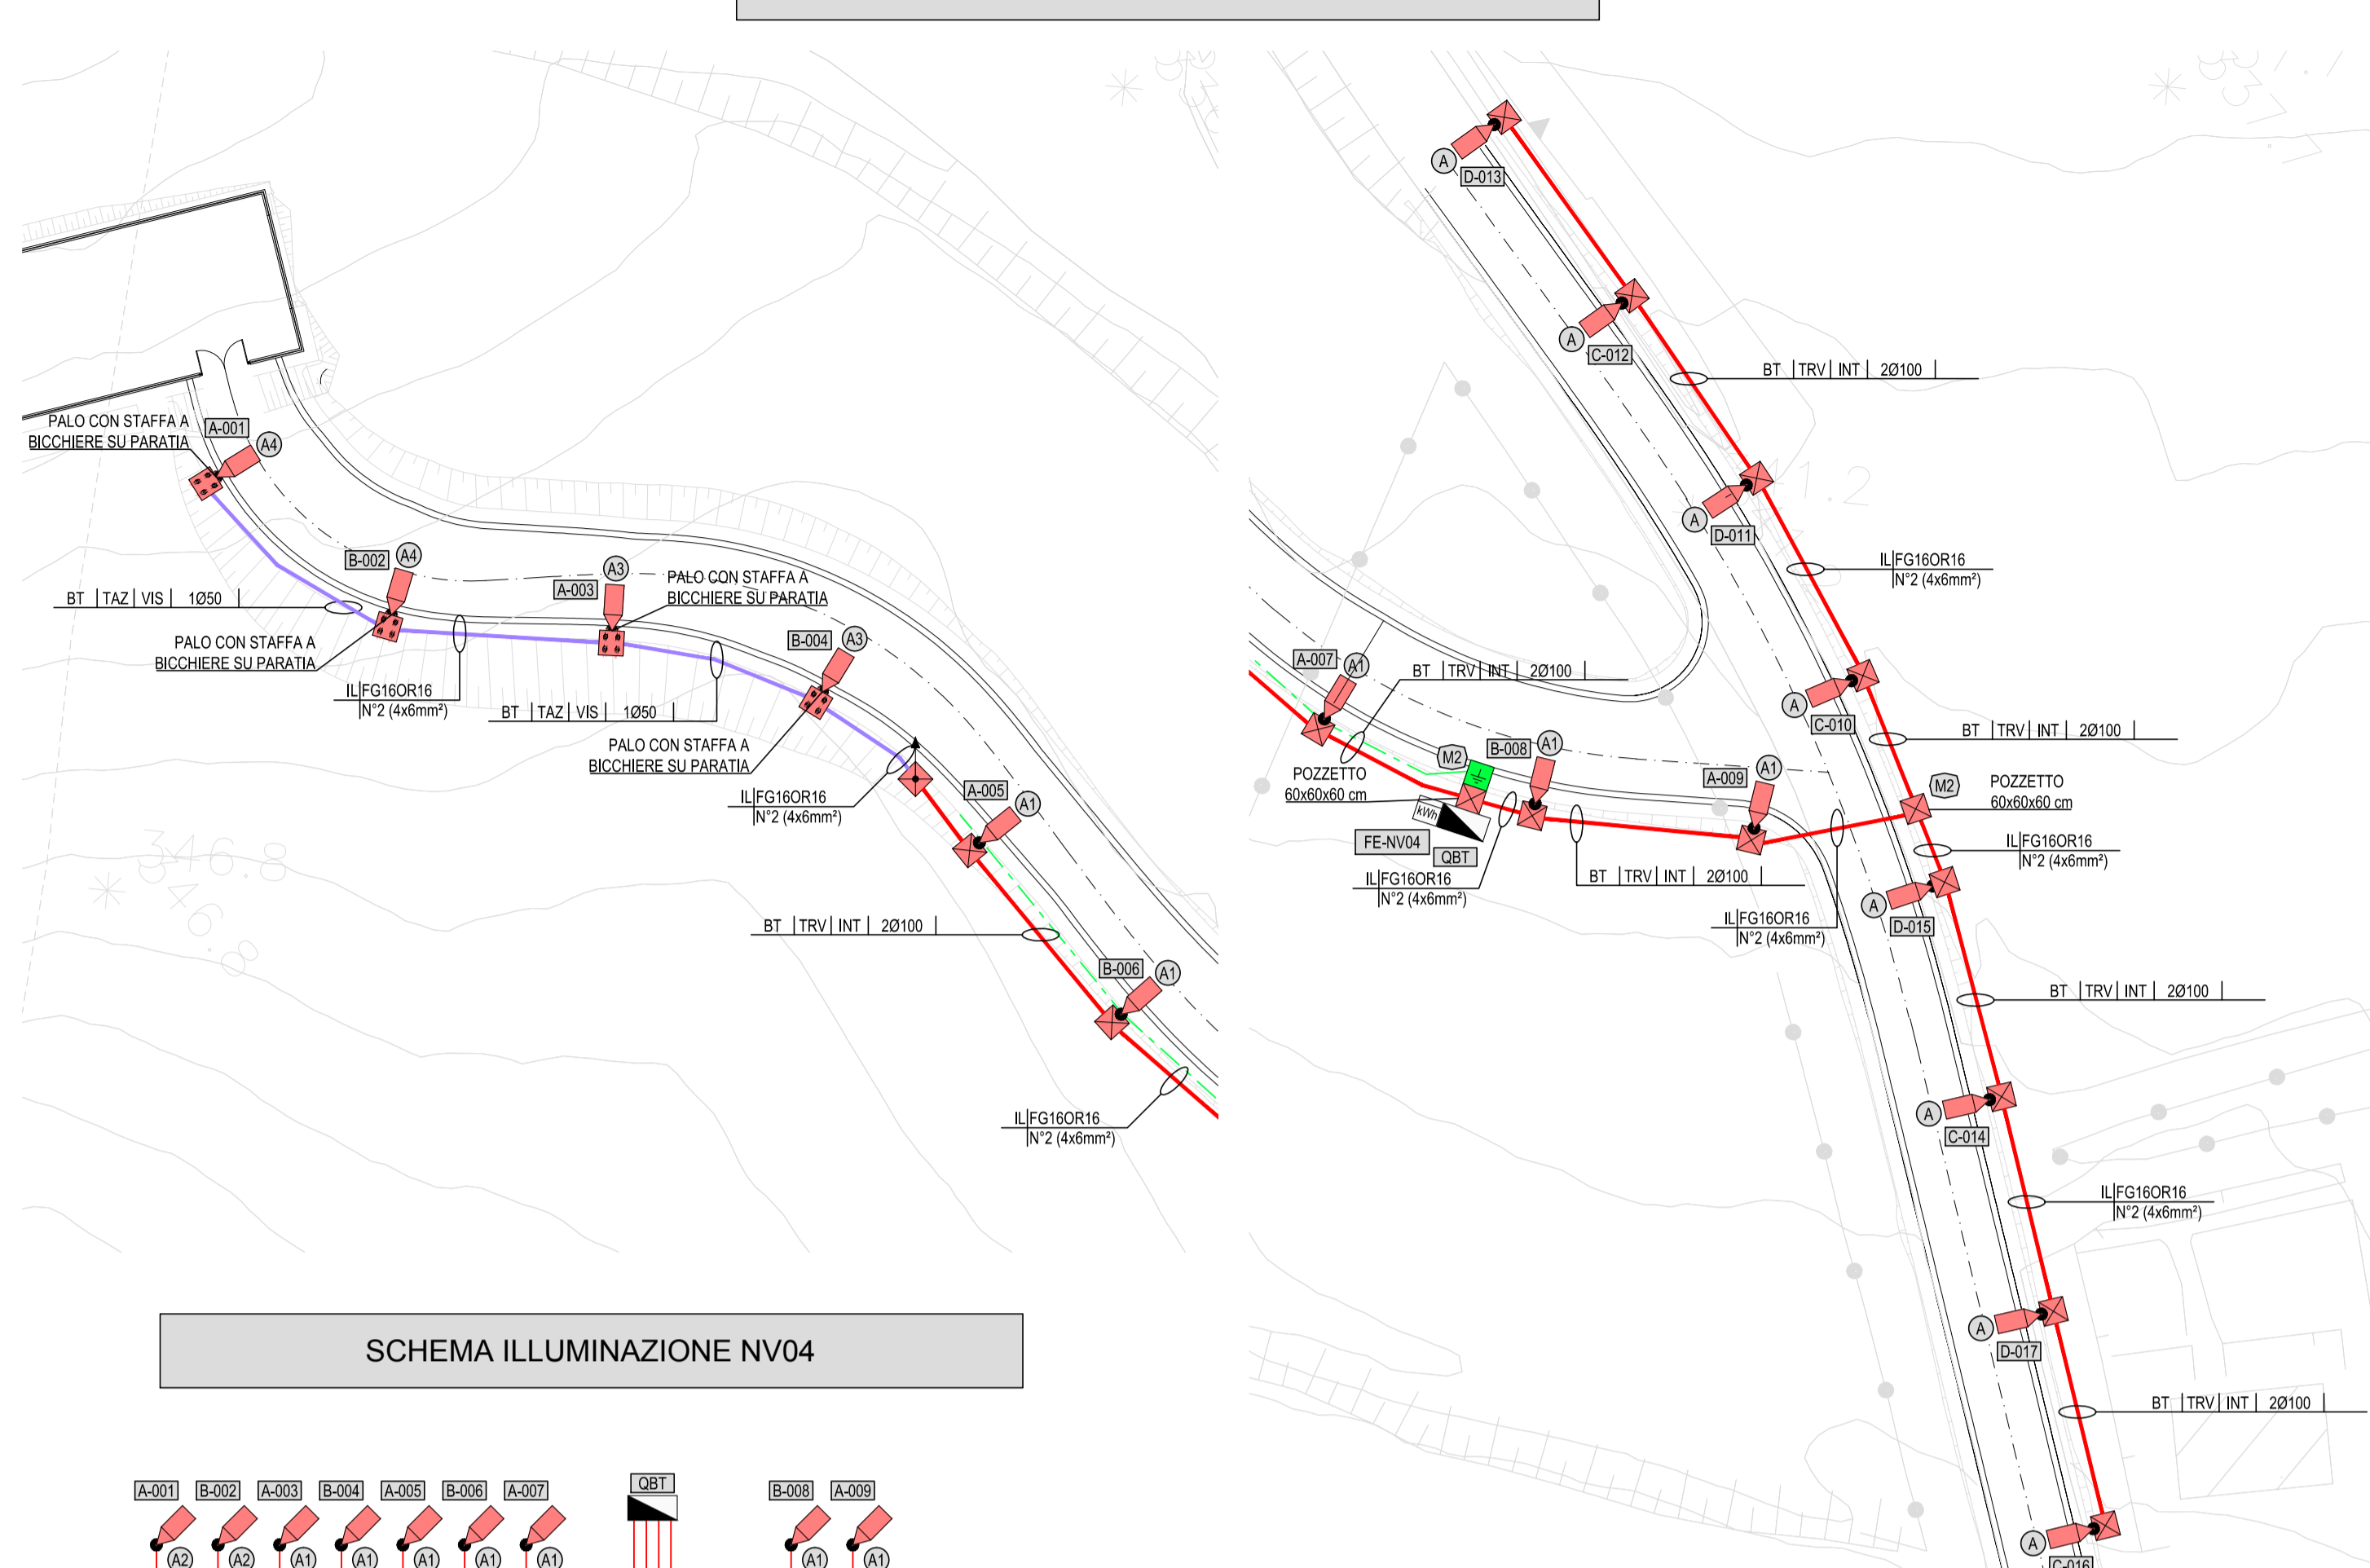 PALO CON STAFFA A
BICCHIERE SU PARATIA
A-001
A4
B-002
A4
A-003
A3
PALO CON STAFFA A
BICCHIERE SU PARATIA
BT TAZ VIS 1Ø50
PALO CON STAFFA A
BICCHIERE SU PARATIA
B-004
A3
IL FG16OR16
N°2 (4x6mm²)
BT TAZ VIS 1Ø50
PALO CON STAFFA A
BICCHIERE SU PARATIA
IL FG16OR16
N°2 (4x6mm²)
A-005
A1
346.8
BT TRV INT 2Ø100
B-006
A1
IL FG16OR16
N°2 (4x6mm²)
A
D-013
A
C-012
BT TRV INT 2Ø100
A
D-011
IL FG16OR16
N°2 (4x6mm²)
A-007
A1
BT TRV INT 2Ø100
A
C-010
BT TRV INT 2Ø100
M2
B-008
A1
POZZETTO
60x60x60 cm
A-009
A1
M2
POZZETTO
60x60x60 cm
kWh
FE-NV04
QBT
IL FG16OR16
N°2 (4x6mm²)
BT TRV INT 2Ø100
IL FG16OR16
N°2 (4x6mm²)
IL FG16OR16
N°2 (4x6mm²)
A
D-015
BT TRV INT 2Ø100
A
C-014
IL FG16OR16
N°2 (4x6mm²)
A
D-017
BT TRV INT 2Ø100
A
C-016
SCHEMA ILLUMINAZIONE NV04
A-001 B-002 A-003 B-004 A-005 B-006 A-007 QBT B-008 A-009
A2 A2 A1 A1 A1 A1 A1 A1 A1